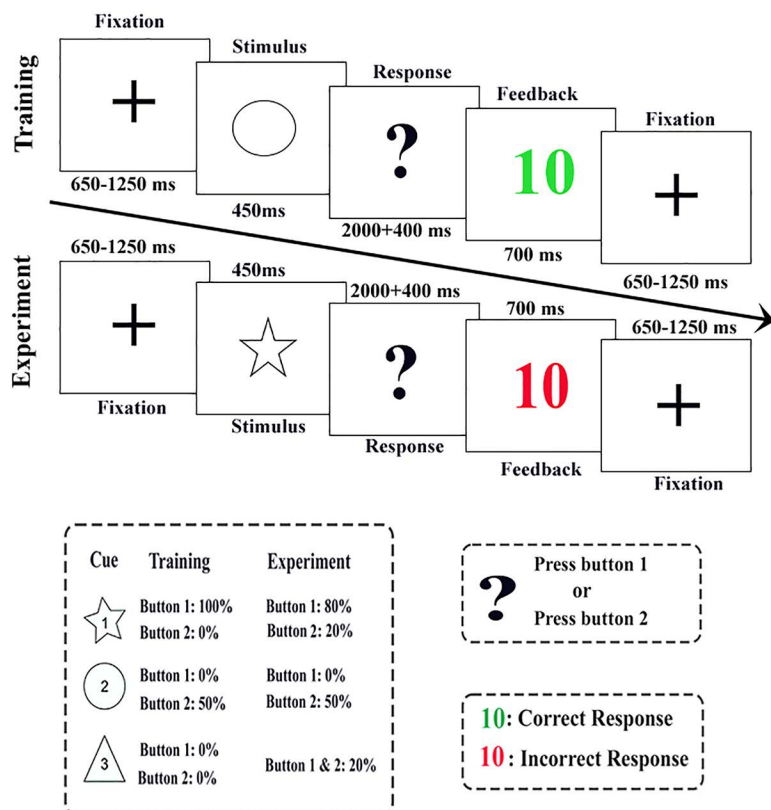 Training
Fixation
Stimulus
Response
Feedback
Fixation
?
10
650-1250 ms
450ms
2000+400 ms
700 ms
650-1250 ms
Experiment
650-1250 ms
450ms
2000+400 ms
700 ms
650-1250 ms
?
10
Fixation
Stimulus
Response
Feedback
Fixation
Cue Training Experiment
1
Button 1: 100% Button 1: 80%
Button 2: 0% Button 2: 20%
2
Button 1: 0% Button 1: 0%
Button 2: 50% Button 2: 50%
3
Button 1: 0%
Button 2: 0%
Button 1 & 2: 20%
?
Press button 1
or
Press button 2
10: Correct Response
10: Incorrect Response